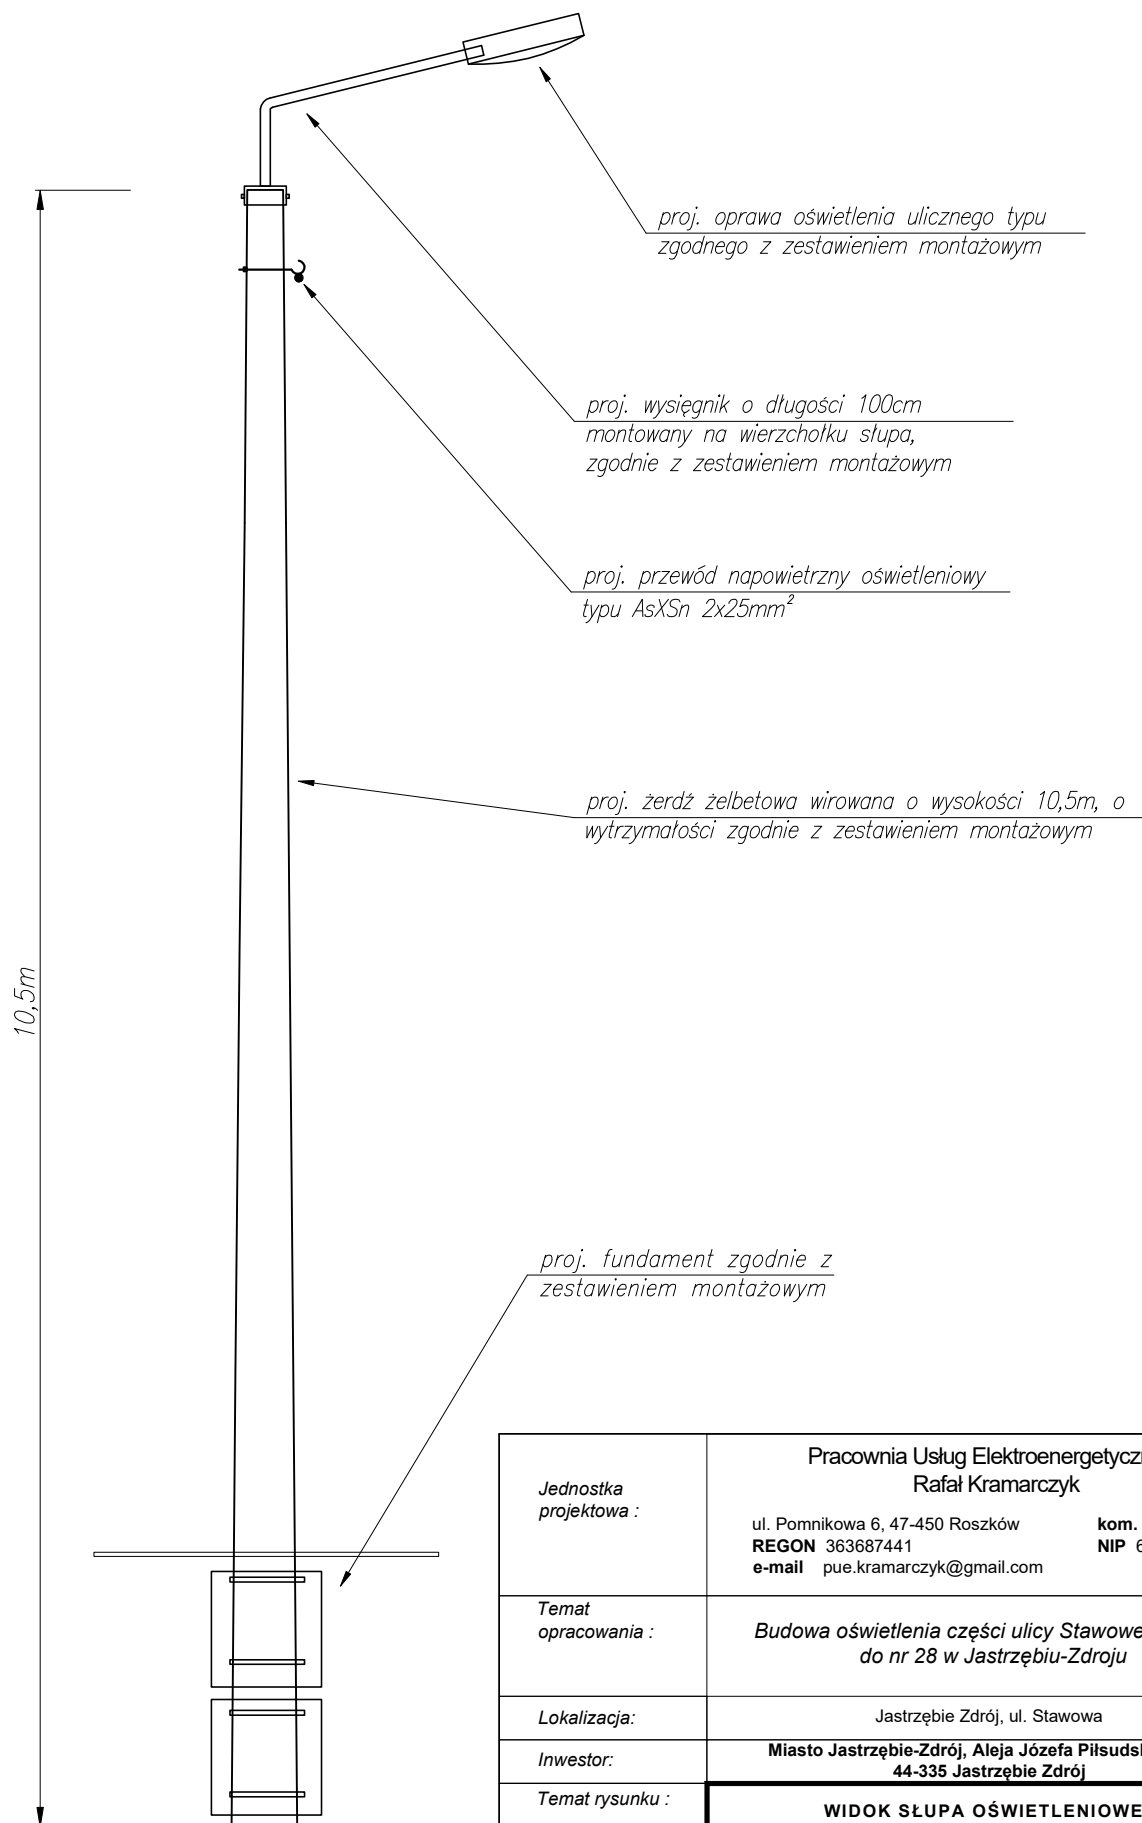 proj. oprawa oświetlenia ulicznego typu
zgodnego z zestawieniem montażowym
proj. wysięgnik o długości 100cm
montowany na wierzchołku słupa,
zgodnie z zestawieniem montażowym
proj. przewód napowietrzny oświetleniowy
typu AsXSn 2x25mm²
proj. żerdź żelbetowa wirowana o wysokości 10,5m, o
wytrzymałości zgodnie z zestawieniem montażowym
10,5m
proj. fundament zgodnie z
zestawieniem montażowym
Jednostka
projektowa :
Pracownia Usług Elektroenergetyczn
Rafał Kramarczyk
ul. Pomnikowa 6, 47-450 Roszków kom.
REGON 363687441 NIP 6
e-mail pue.kramarczyk@gmail.com
Temat
opracowania :
Budowa oświetlenia części ulicy Stawowe
do nr 28 w Jastrzębiu-Zdroju
Lokalizacja:
Jastrzębie Zdrój, ul. Stawowa
Inwestor:
Miasto Jastrzębie-Zdrój, Aleja Józefa Piłsudsk
44-335 Jastrzębie Zdrój
Temat rysunku :
WIDOK SŁUPA OŚWIETLENIOWE